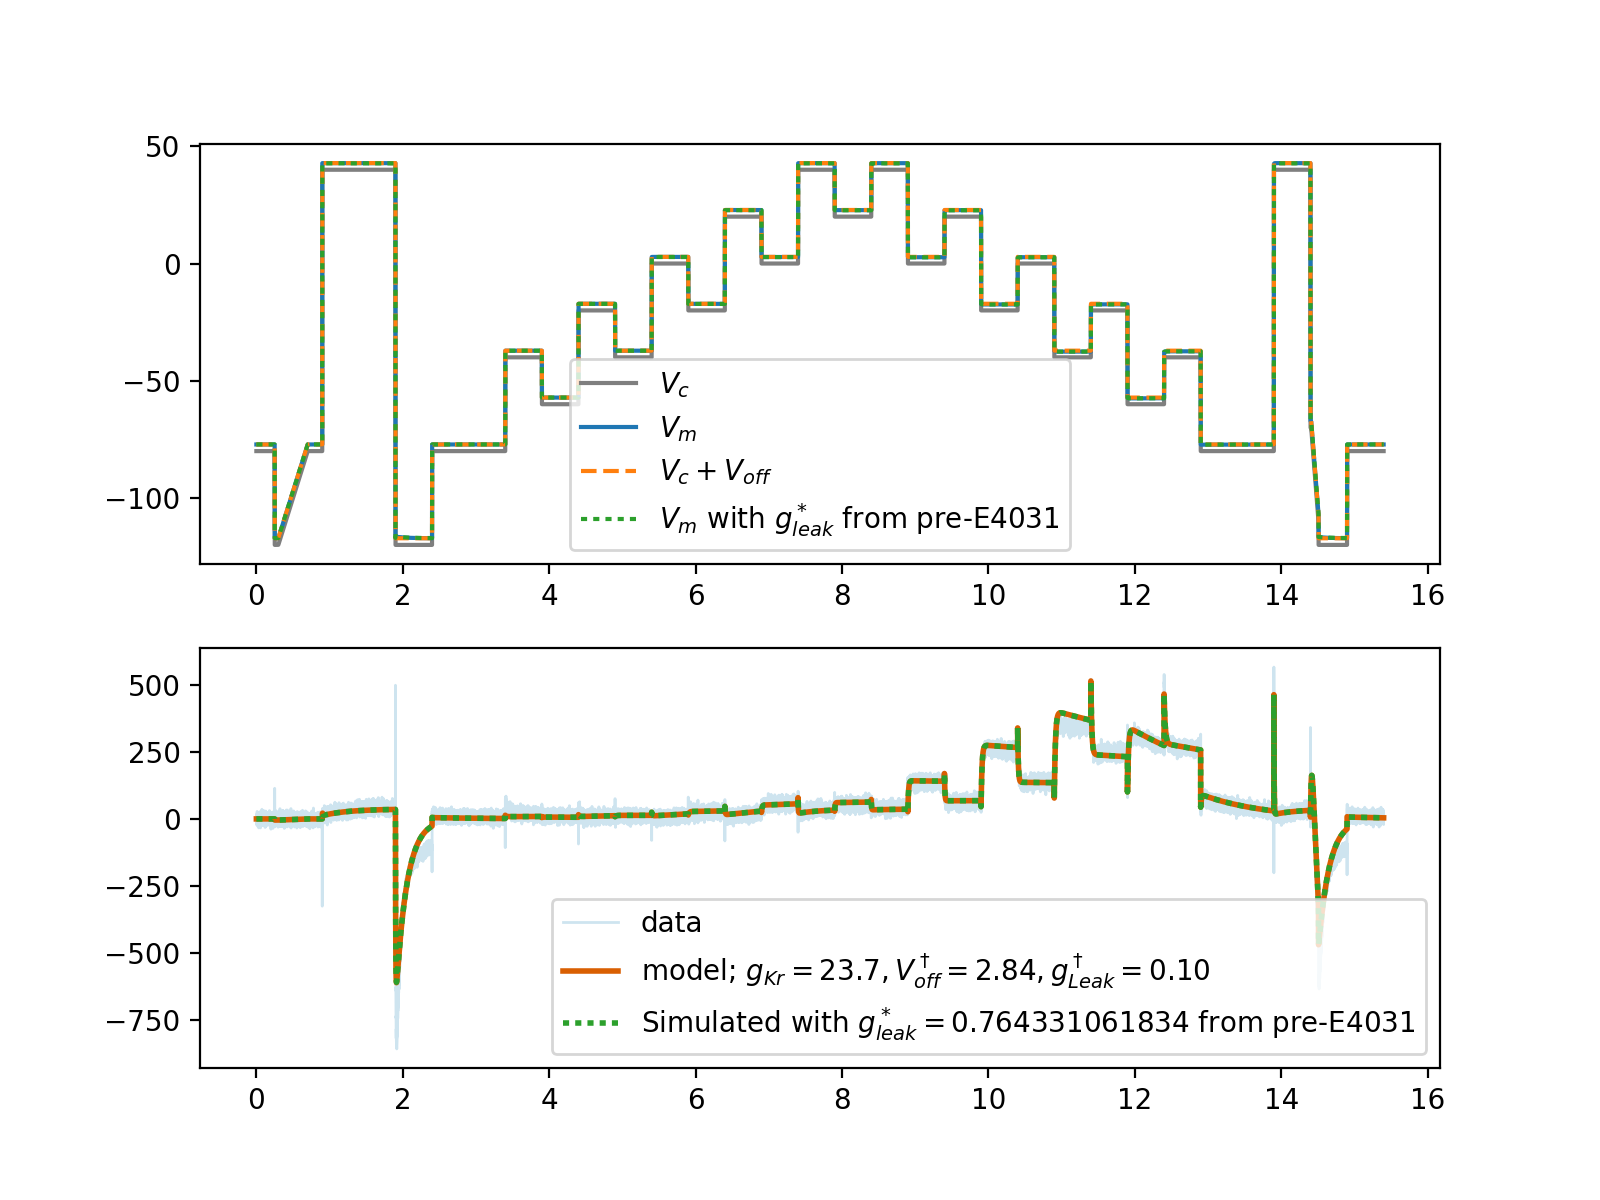 50
0
−50
−100
0 2 4 6 8 10 12 14 16
V_c
V_m
V_c + V_off
V_m with g*_leak from pre-E4031
500
250
0
−250
−500
−750
0 2 4 6 8 10 12 14 16
data
model; g_Kr = 23.7, V†_off = 2.84, g†_Leak = 0.10
Simulated with g*_leak = 0.764331061834 from pre-E4031